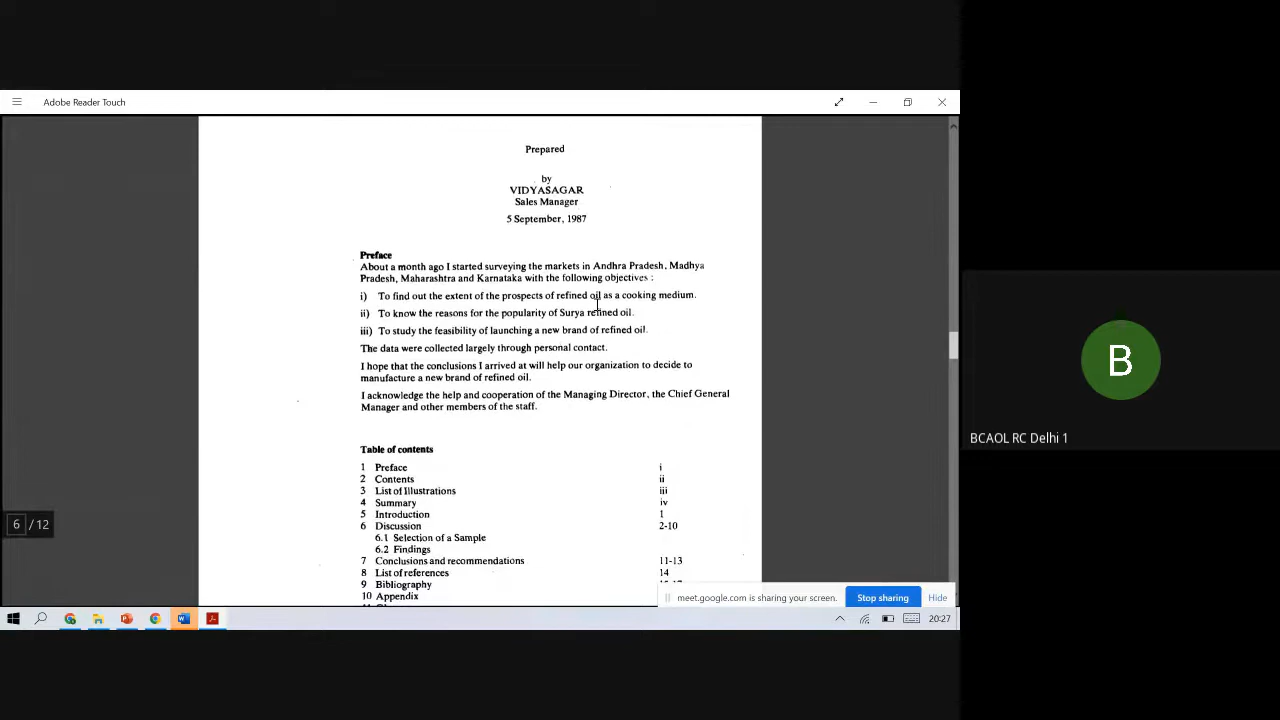 Adobe Reader Touch
Prepared
by
VIDYASAGAR
Sales Manager
5 September, 1987
Preface
About a month ago I started surveying the markets in Andhra Pradesh, Madhya
Pradesh, Maharashtra and Karnataka with the following objectives :
i) To find out the extent of the prospects of refined oil as a cooking medium.
ii) To know the reasons for the popularity of Surya refined oil.
iii) To study the feasibility of launching a new brand of refined oil.
The data were collected largely through personal contact.
I hope that the conclusions I arrived at will help our organization to decide to
manufacture a new brand of refined oil.
I acknowledge the help and cooperation of the Managing Director, the Chief General
Manager and other members of the staff.
Table of contents
1 Preface i
2 Contents ii
3 List of Illustrations iii
4 Summary iv
5 Introduction 1
6 Discussion 2-10
6.1 Selection of a Sample
6.2 Findings
7 Conclusions and recommendations 11-13
8 List of references 14
9 Bibliography
10 Appendix
6 / 12
meet.google.com is sharing your screen. Stop sharing Hide
20:27
B
BCAOL RC Delhi 1